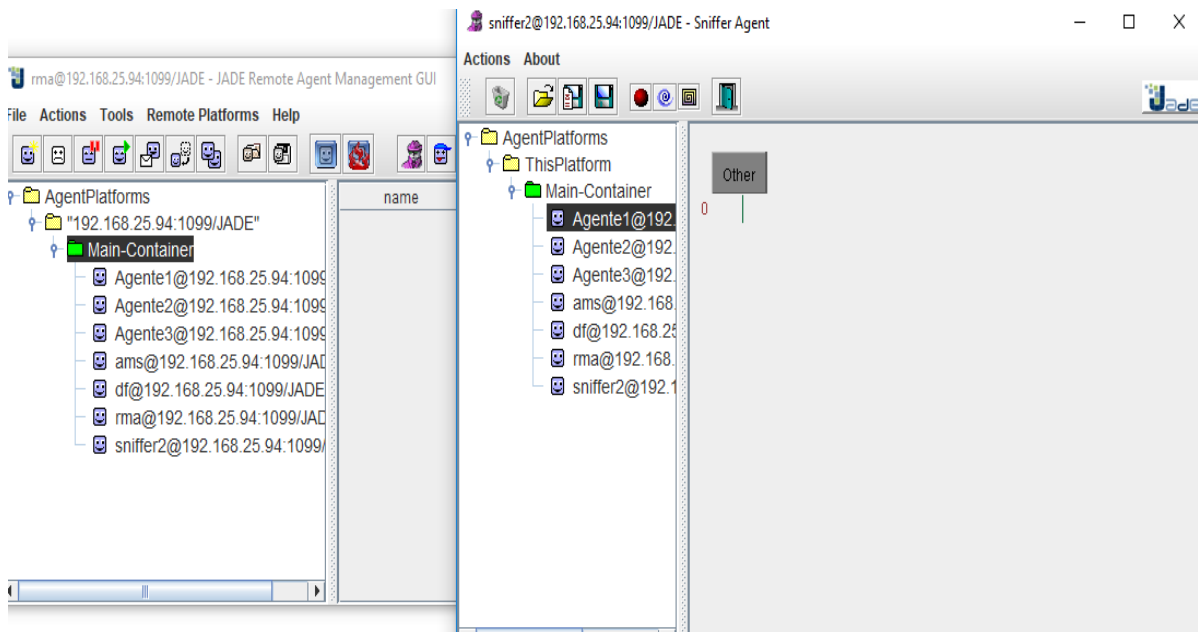 rma@192.168.25.94:1099/JADE - JADE Remote Agent Management GUI
File Actions Tools Remote Platforms Help
AgentPlatforms
"192.168.25.94:1099/JADE"
Main-Container
Agente1@192.168.25.94:1099
Agente2@192.168.25.94:1099
Agente3@192.168.25.94:1099
ams@192.168.25.94:1099/JAD
df@192.168.25.94:1099/JADE
rma@192.168.25.94:1099/JAD
sniffer2@192.168.25.94:1099/
name
sniffer2@192.168.25.94:1099/JADE - Sniffer Agent
Actions About
Jade
AgentPlatforms
ThisPlatform
Main-Container
Agente1@192.
Agente2@192.
Agente3@192.
ams@192.168.
df@192.168.25
rma@192.168.
sniffer2@192.1
Other
0